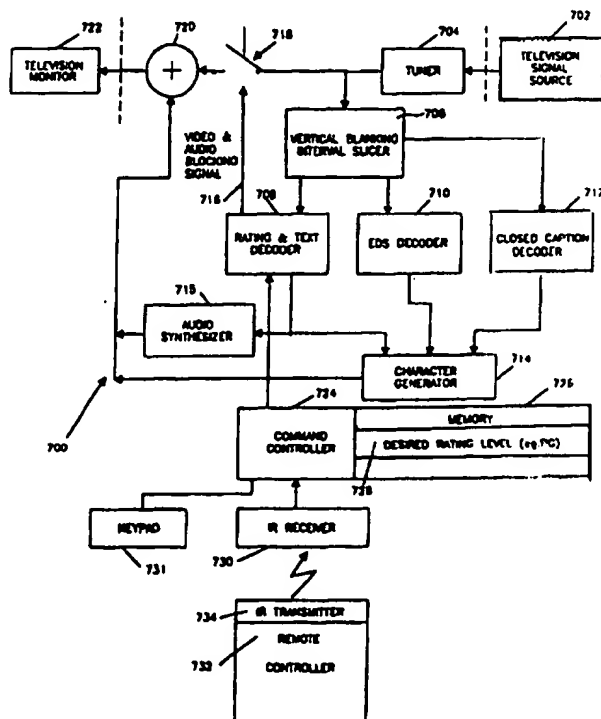 722
TELEVISION
MONITOR
720
+
718
704
TUNER
702
TELEVISION
SIGNAL
SOURCE
VIDEO &
AUDIO
BLOCKING
SIGNAL
716
706
VERTICAL BLANKING
INTERVAL SLICER
708
RATING & TEXT
DECODER
710
EDS DECODER
712
CLOSED CAPTION
DECODER
715
AUDIO
SYNTHESIZER
CHARACTER
GENERATOR
714
700
724
COMMAND
CONTROLLER
726
MEMORY
DESIRED RATING LEVEL (eg.PG)
728
KEYPAD
731
IR RECEIVER
730
734
IR TRANSMITTER
732
REMOTE
CONTROLLER